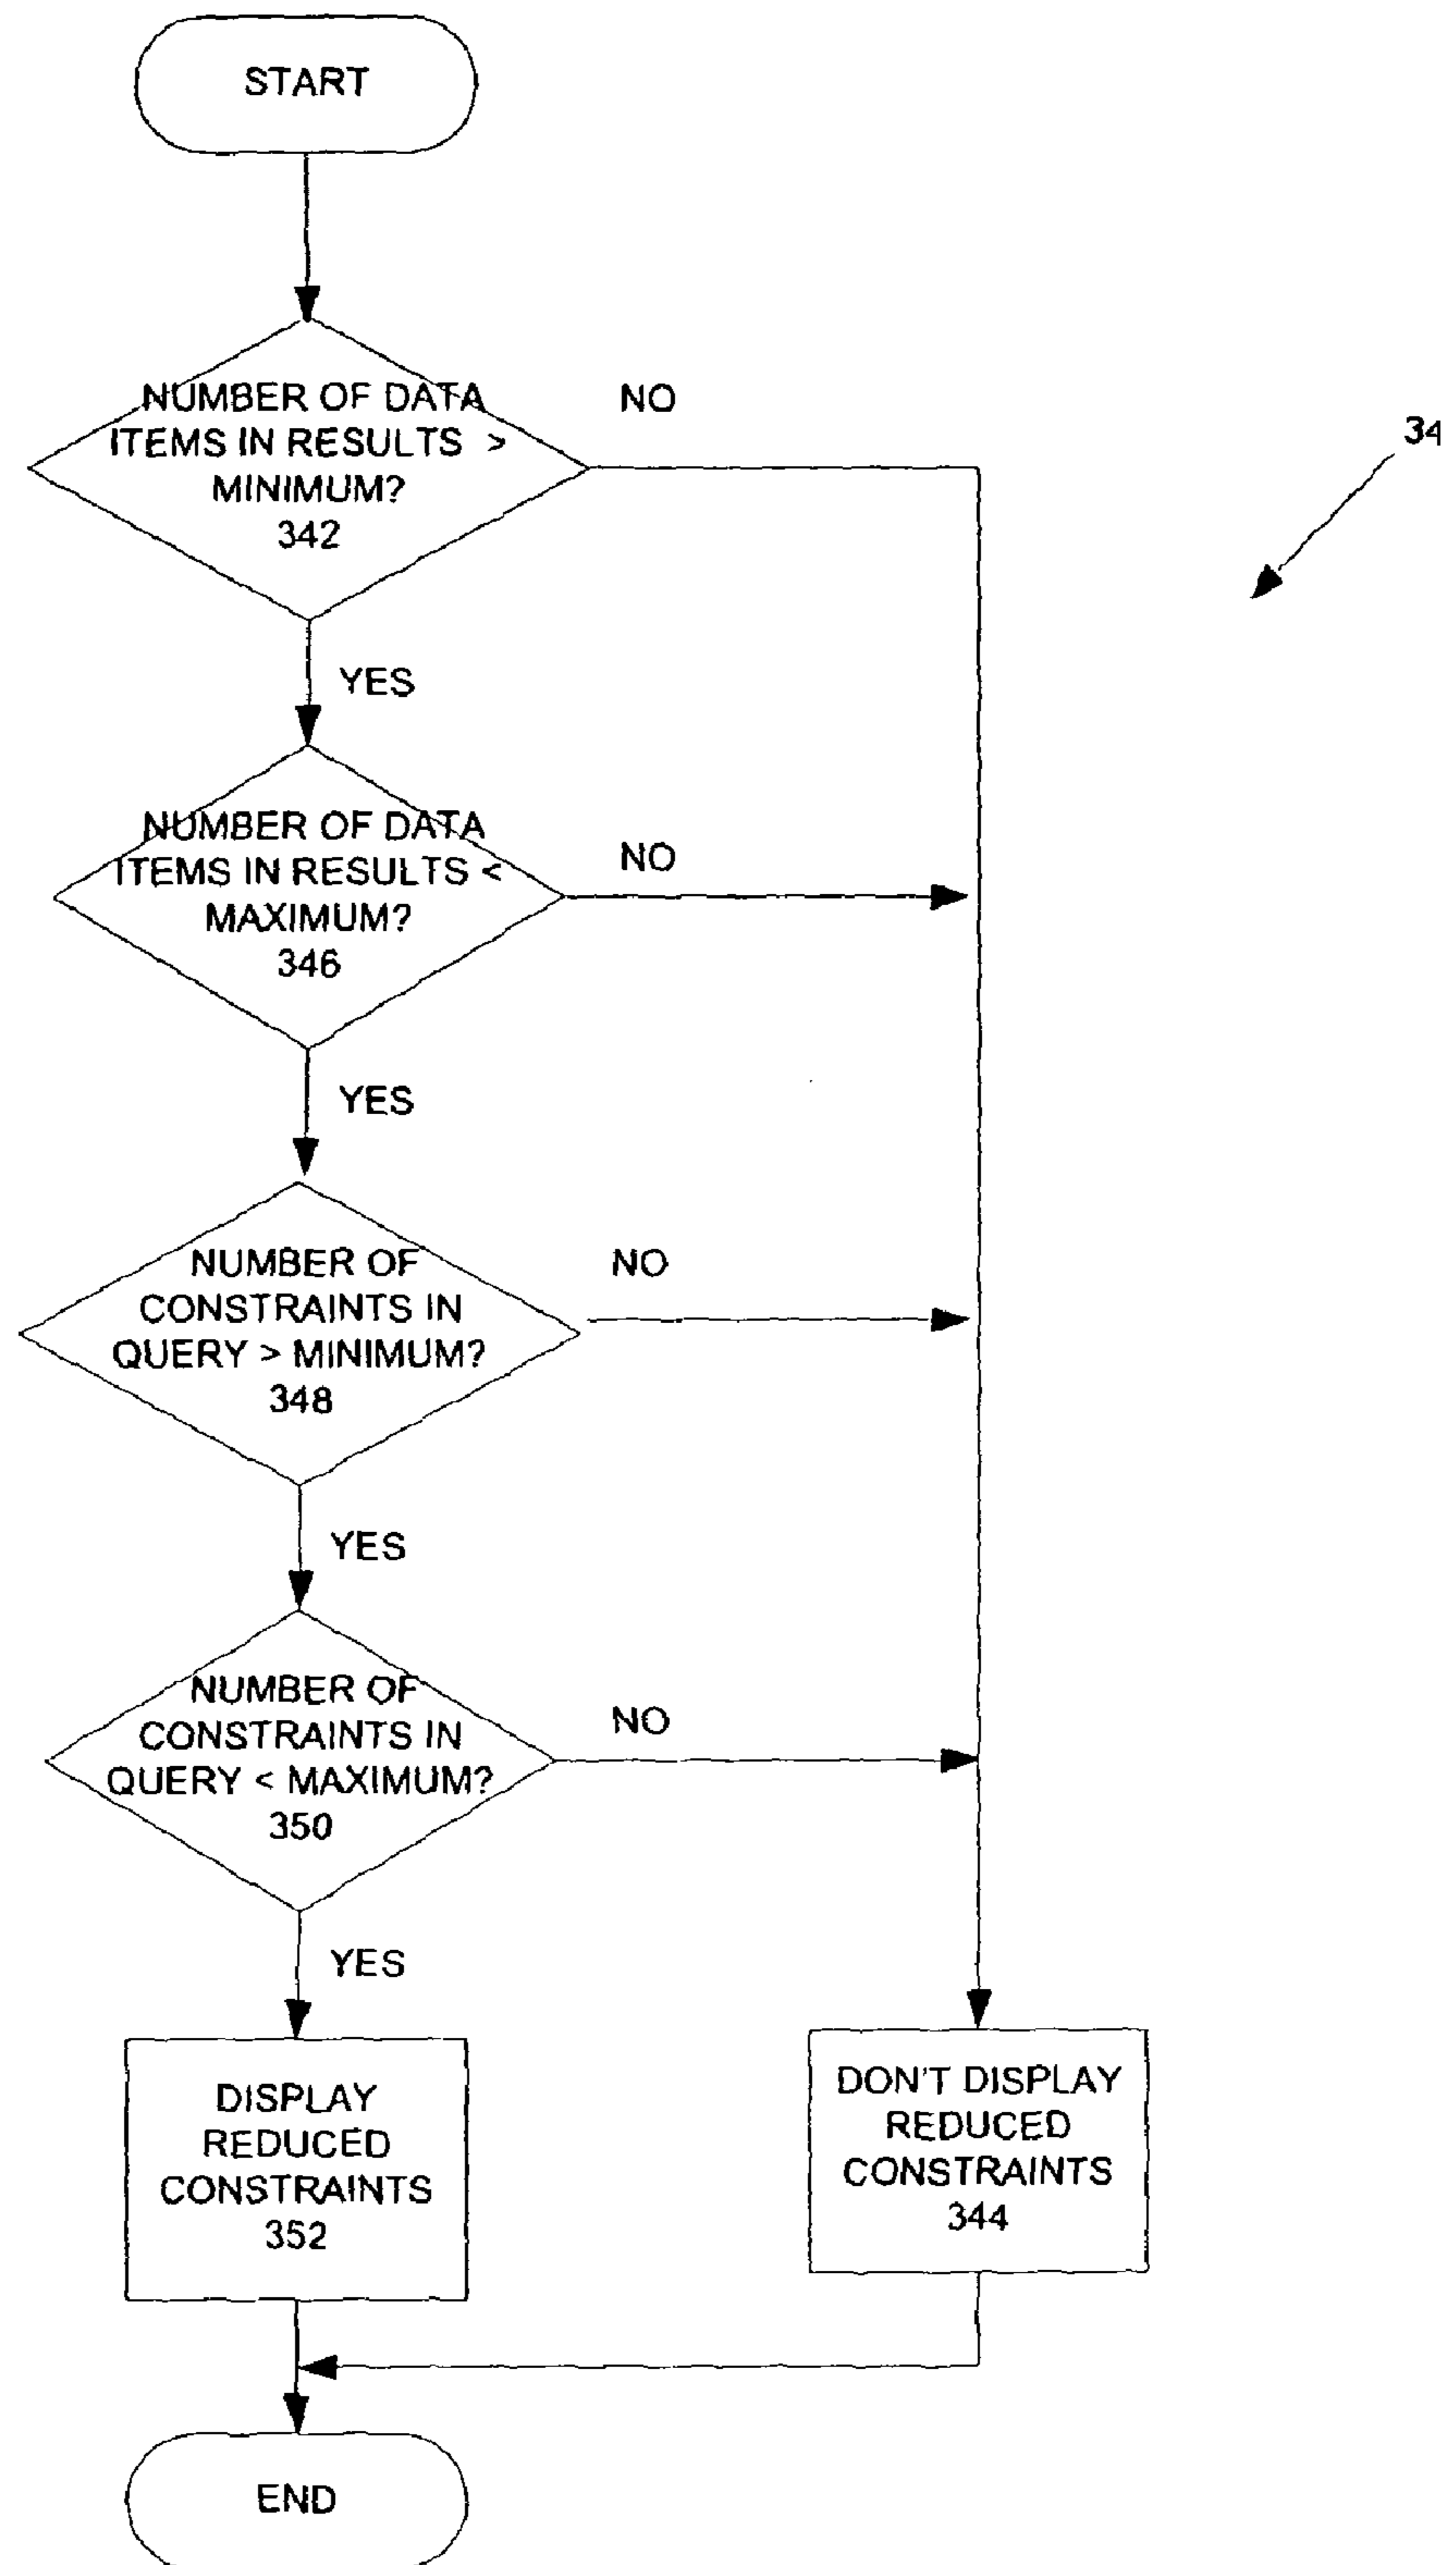 START
NUMBER OF DATA
ITEMS IN RESULTS >
MINIMUM?
342
NO
34
YES
NUMBER OF DATA
ITEMS IN RESULTS <
MAXIMUM?
346
NO
YES
NUMBER OF
CONSTRAINTS IN
QUERY > MINIMUM?
348
NO
YES
NUMBER OF
CONSTRAINTS IN
QUERY < MAXIMUM?
350
NO
YES
DISPLAY
REDUCED
CONSTRAINTS
352
DON'T DISPLAY
REDUCED
CONSTRAINTS
344
END